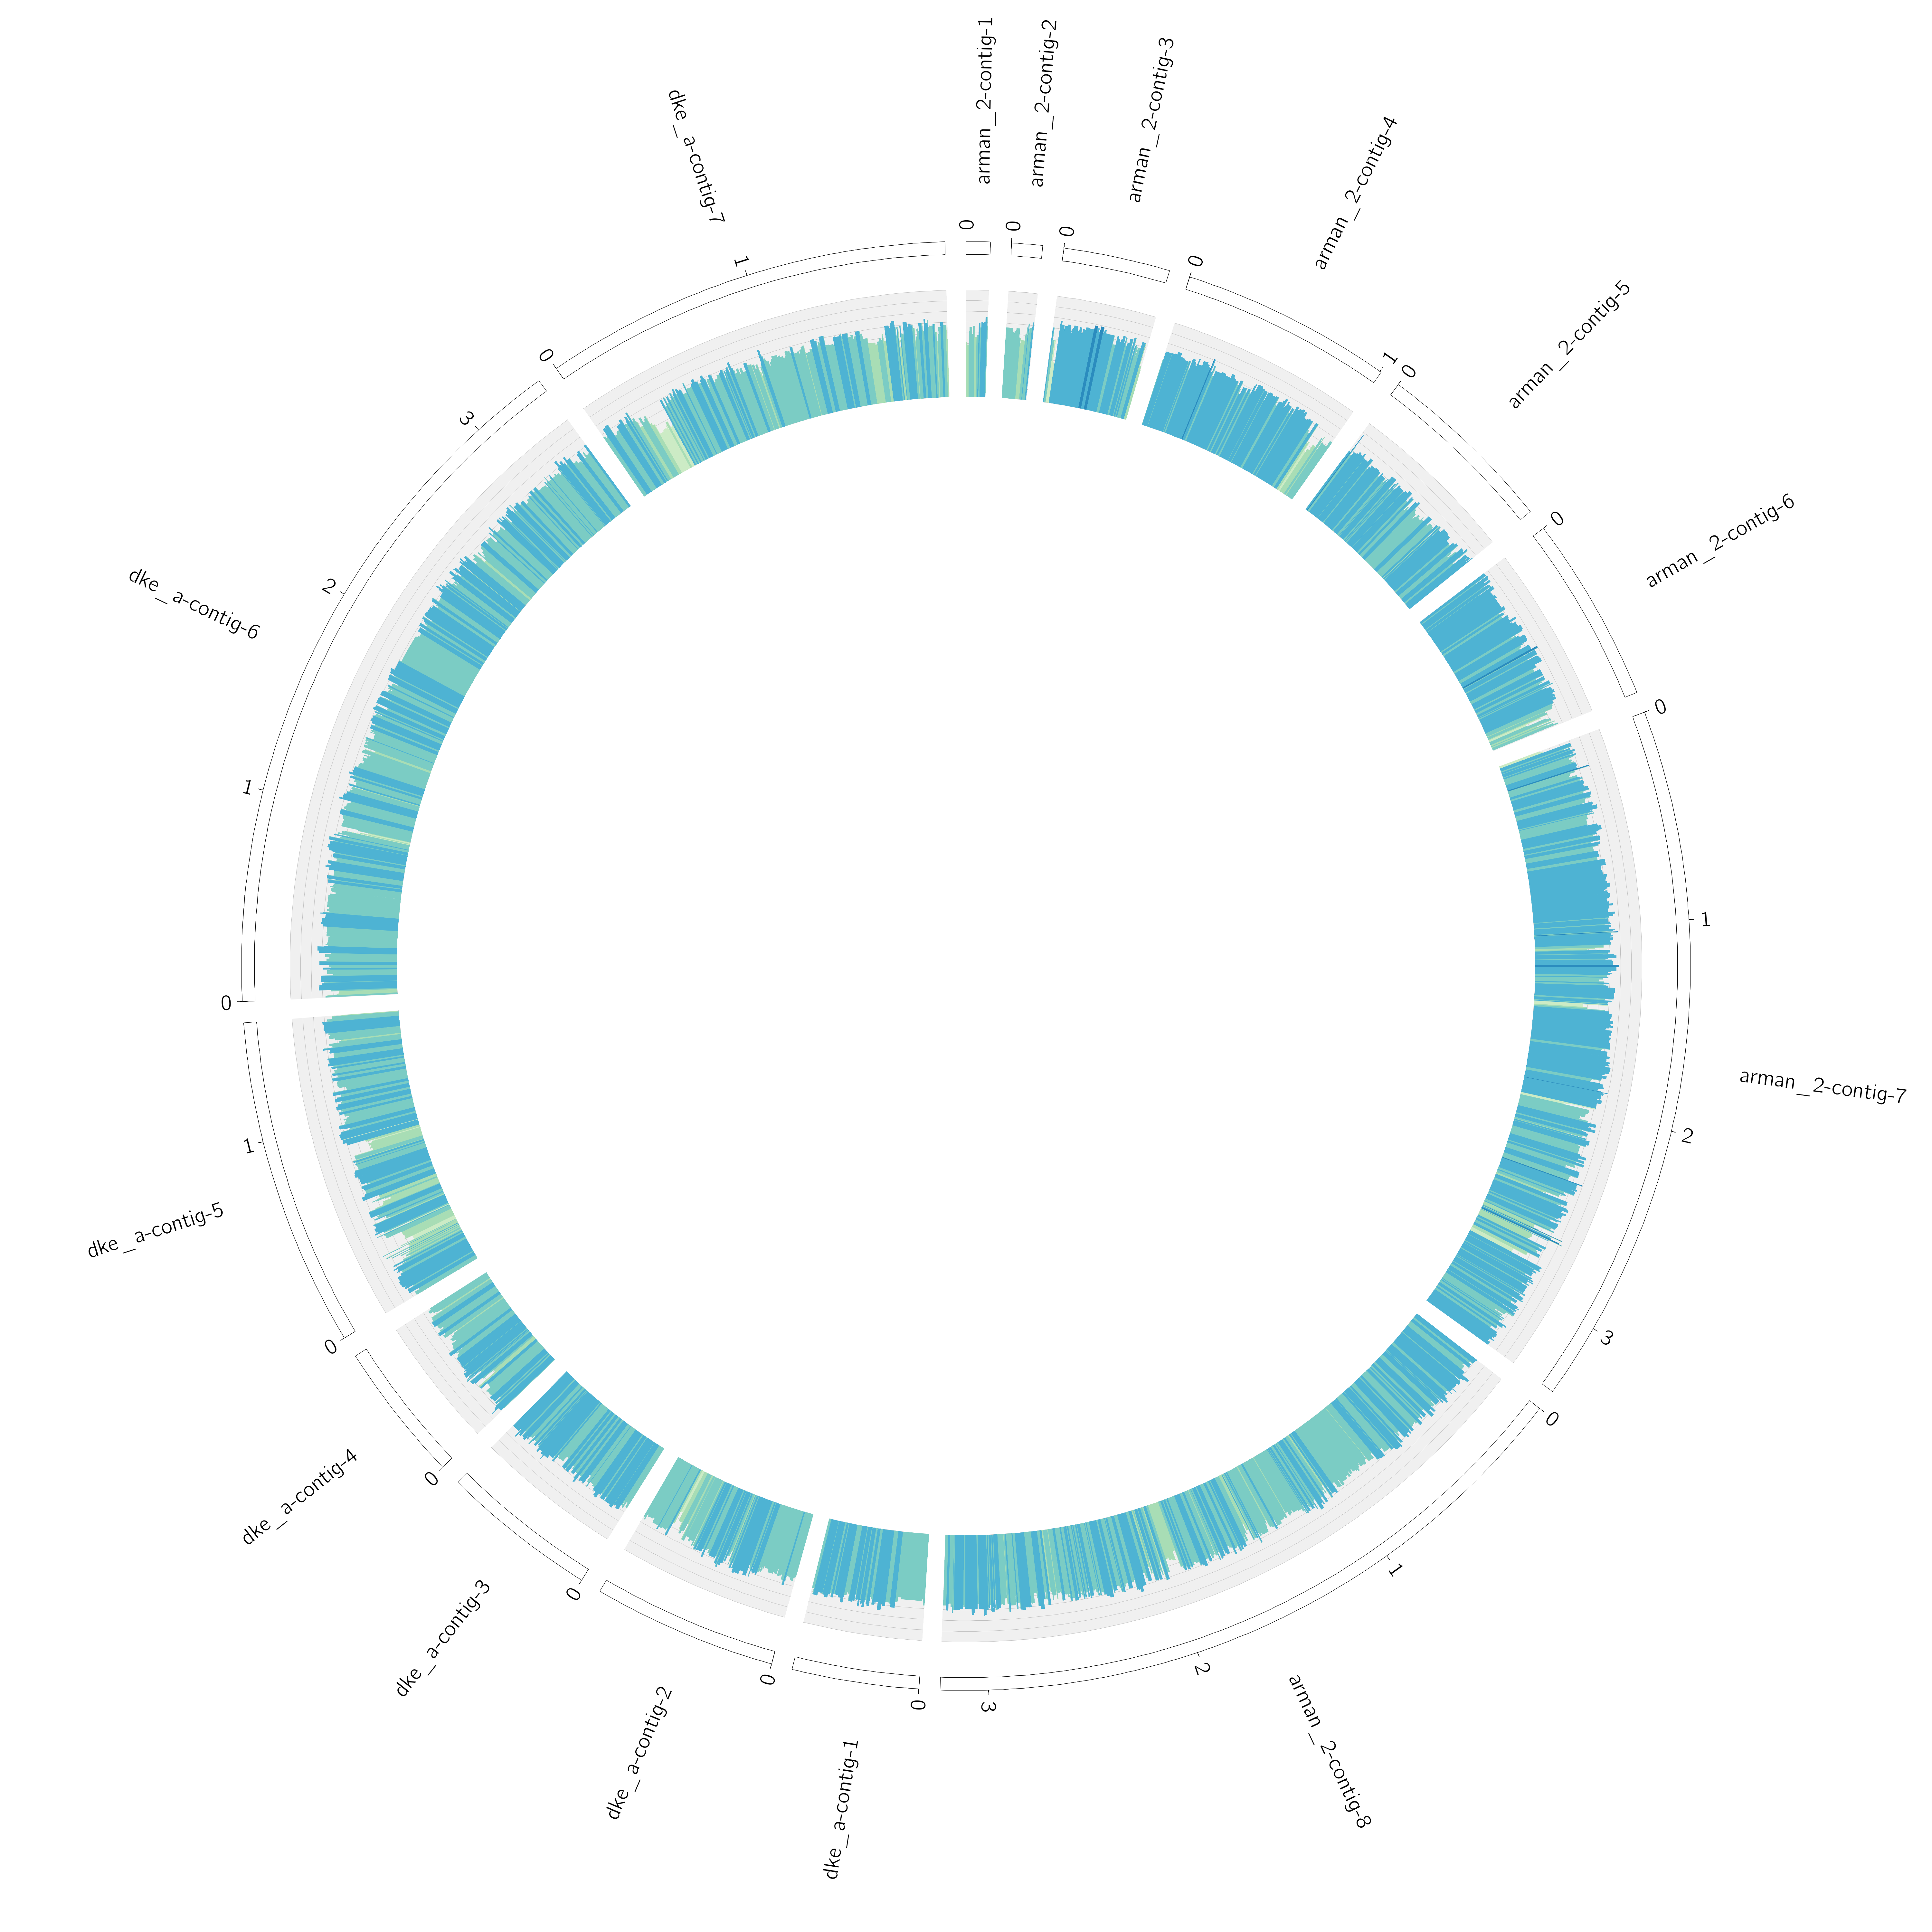 arman_2-contig-1
0
arman_2-contig-2
0
arman_2-contig-3
0
arman_2-contig-4
0
1
arman_2-contig-5
0
arman_2-contig-6
0
arman_2-contig-7
0
1
2
3
arman_2-contig-8
0
1
2
3
dke_a-contig-1
0
dke_a-contig-2
0
dke_a-contig-3
0
dke_a-contig-4
0
dke_a-contig-5
0
1
dke_a-contig-6
0
1
2
3
dke_a-contig-7
0
1